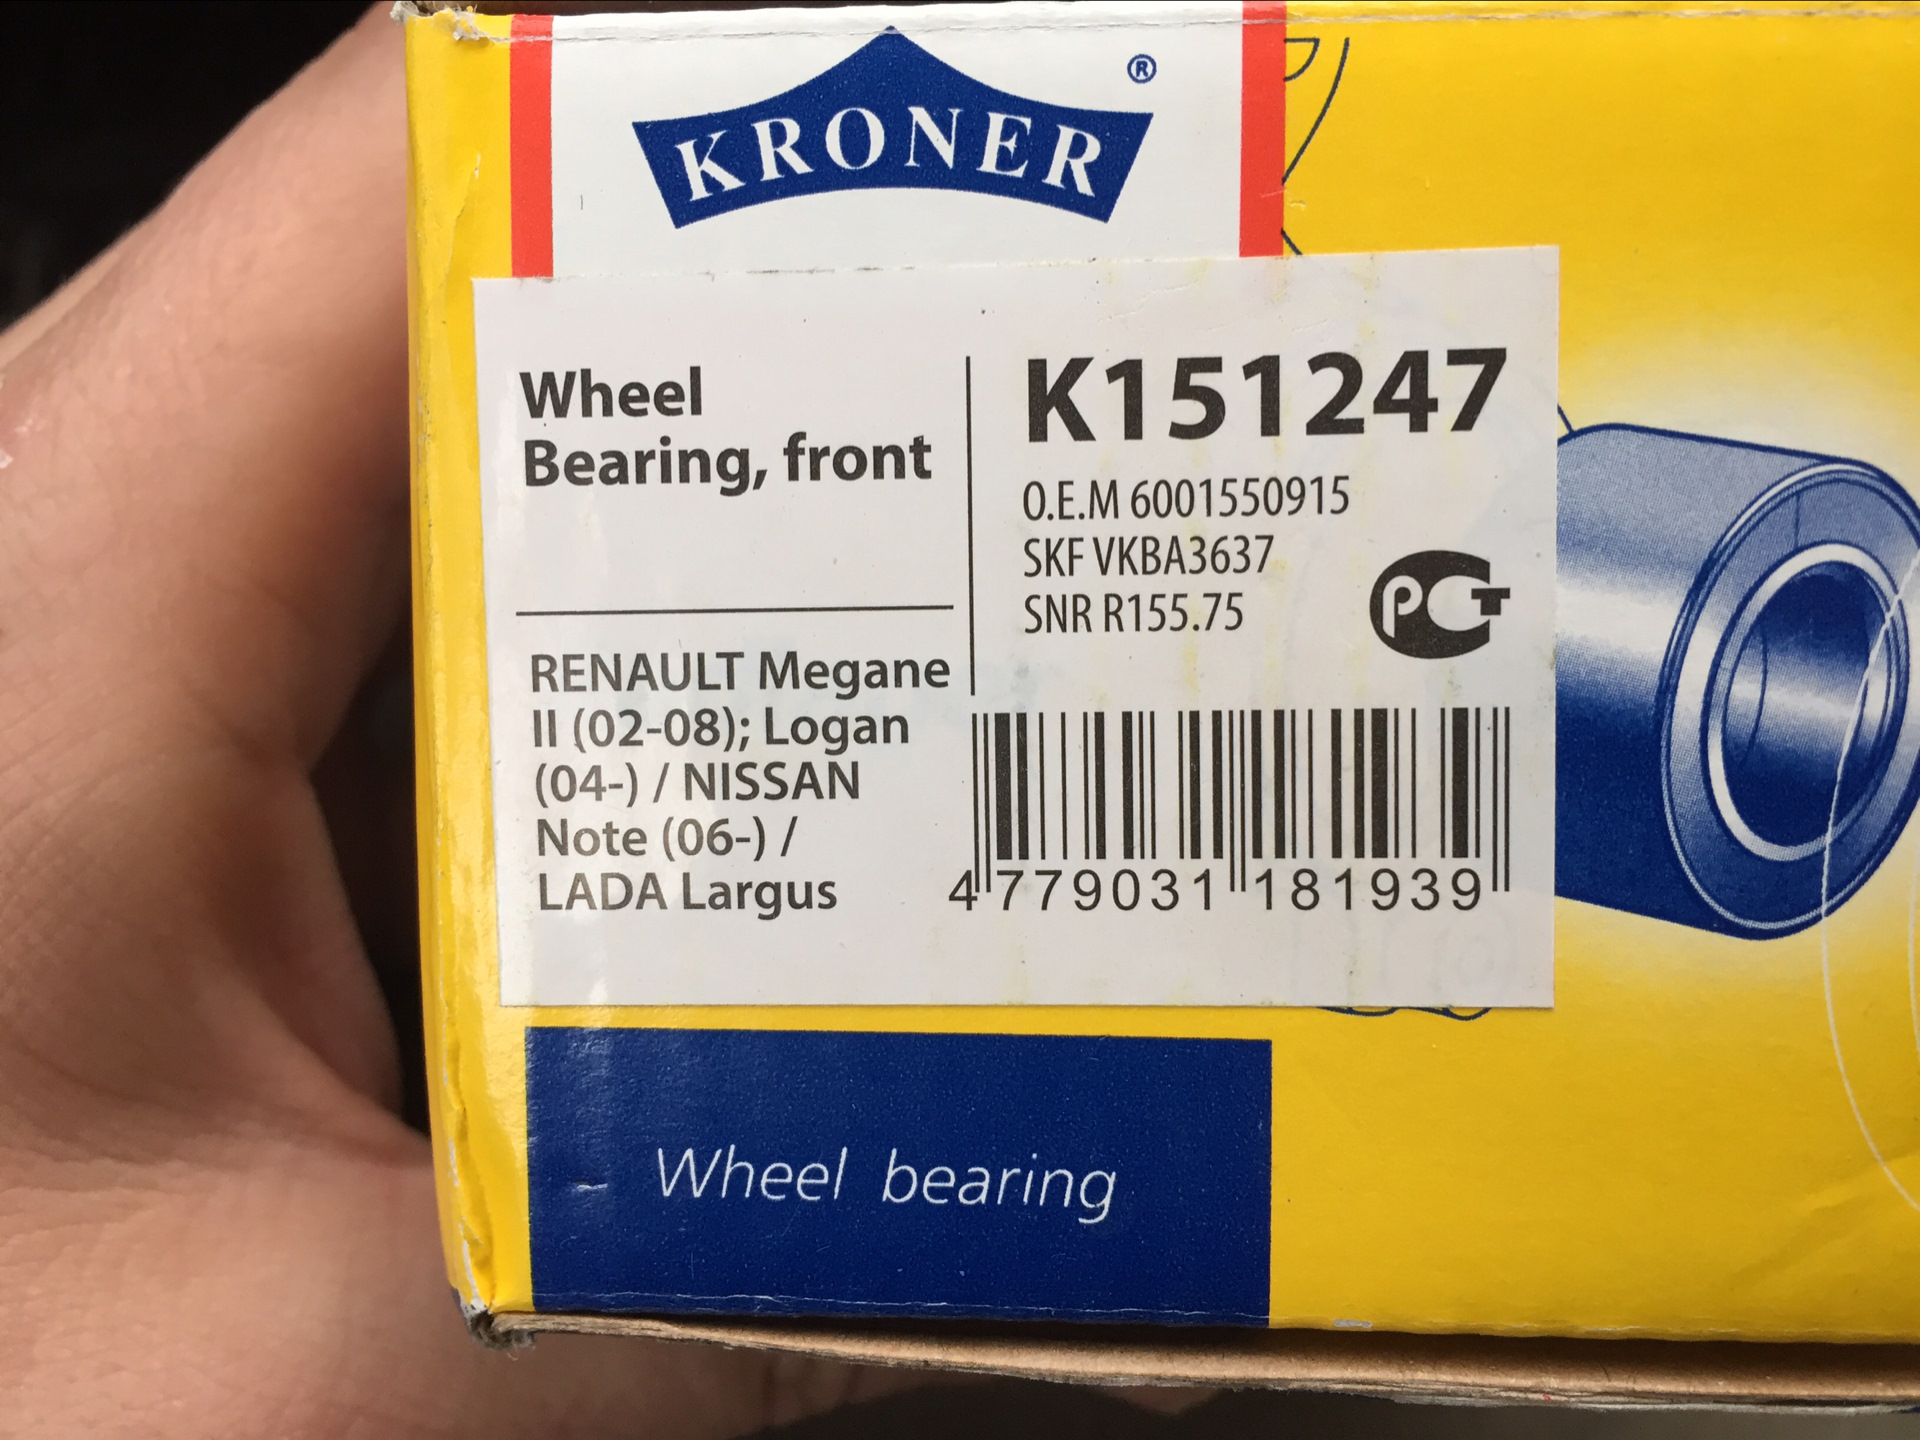 KRONER
®
Wheel
Bearing, front
K151247
O.E.M 6001550915
SKF VKBA3637
SNR R155.75
РСТ
RENAULT Megane
II (02-08); Logan
(04-) / NISSAN
Note (06-) /
LADA Largus
4 779031 181939
Wheel bearing